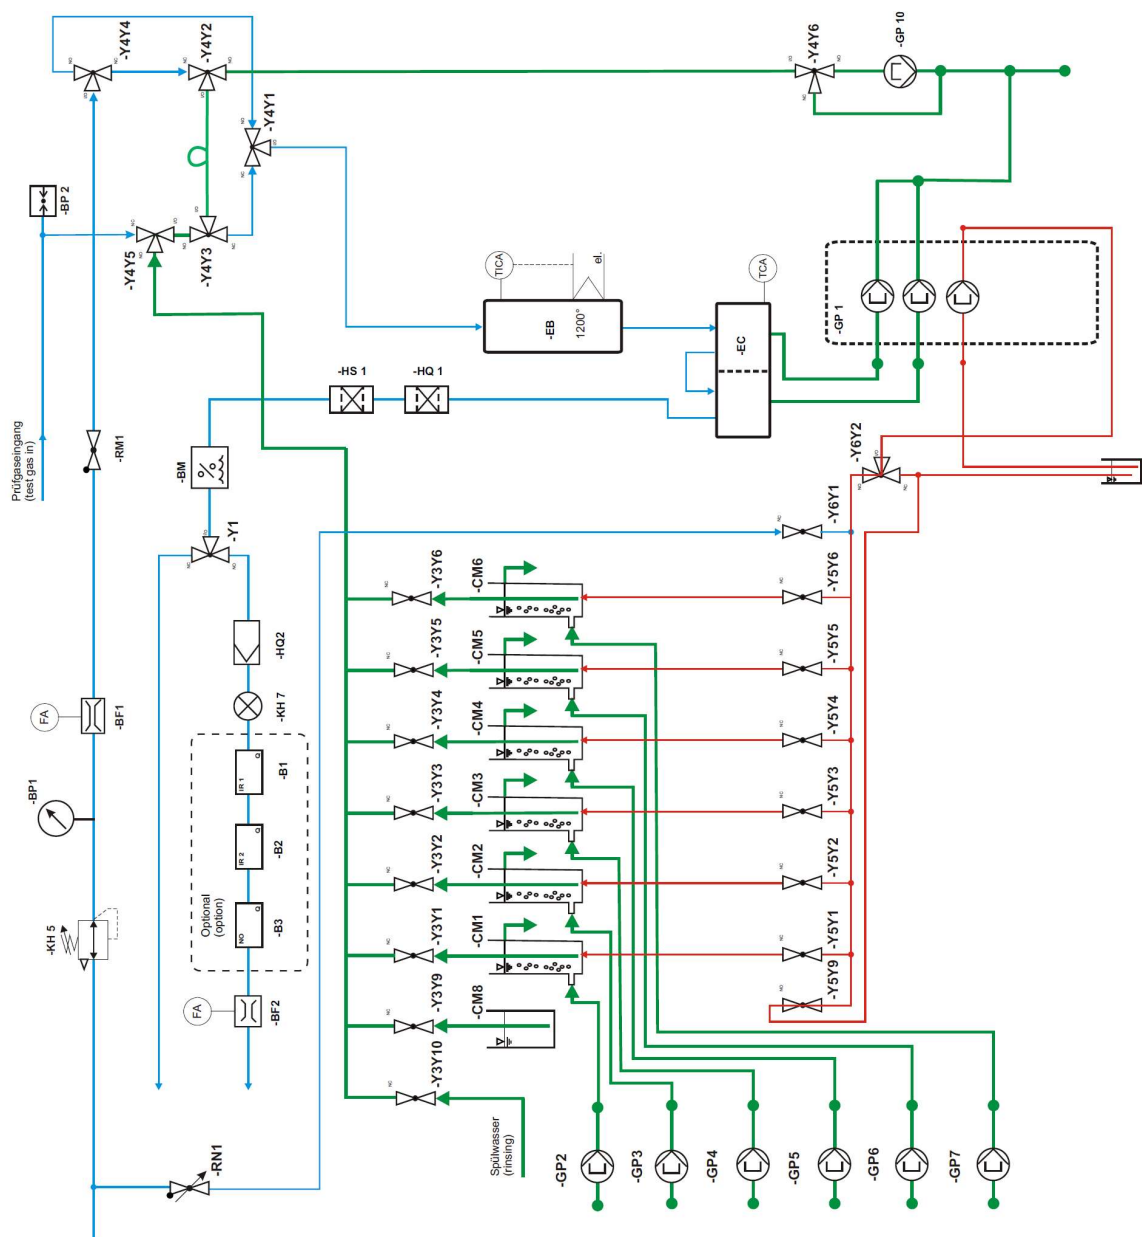 -Y4Y4
-Y4Y2
-Y4Y1
-Y4Y6
-GP 10
-BP 2
-Y4Y5
-Y4Y3
TICA
el.
-EB
1200°
TCA
-EC
-GP 1
-HS 1
-HQ 1
Prüfgaseingang
(test gas in)
-RM1
-BM
-Y1
-Y6Y2
-Y6Y1
-Y3Y6
-CM6
-Y5Y6
-HQ2
-Y3Y5
-CM5
-Y5Y5
FA
-BF1
-KH 7
-Y3Y4
-CM4
-Y5Y4
IR 1
Q
-B1
-BP1
-Y3Y3
-CM3
-Y5Y3
IR 2
Q
-B2
-Y3Y2
-CM2
-Y5Y2
Optional
(option)
NO
Q
-B3
-KH 5
-Y3Y1
-CM1
-Y5Y1
-Y5Y9
FA
-BF2
-Y3Y9
-CM8
-Y3Y10
Spülwasser
(rinsing)
-RN1
-GP2
-GP3
-GP4
-GP5
-GP6
-GP7